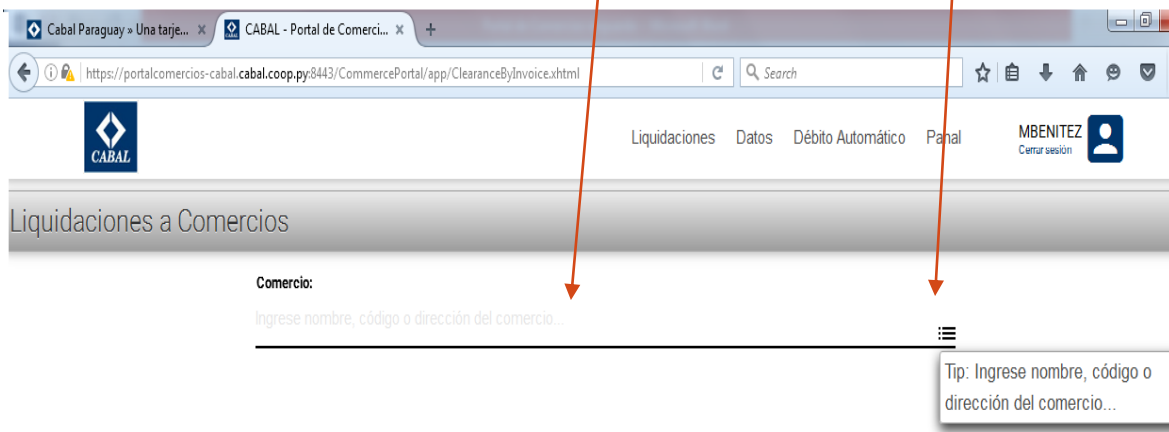 Cabal Paraguay » Una tarje...
CABAL - Portal de Comerci...
https://portalcomercios-cabal.cabal.coop.py:8443/CommercePortal/app/ClearanceByInvoice.xhtml
Search
CABAL
Liquidaciones Datos Débito Automático Panal
MBENITEZ
Cerrar sesión
Liquidaciones a Comercios
Comercio:
Ingrese nombre, código o dirección del comercio...
Tip: Ingrese nombre, código o
dirección del comercio...